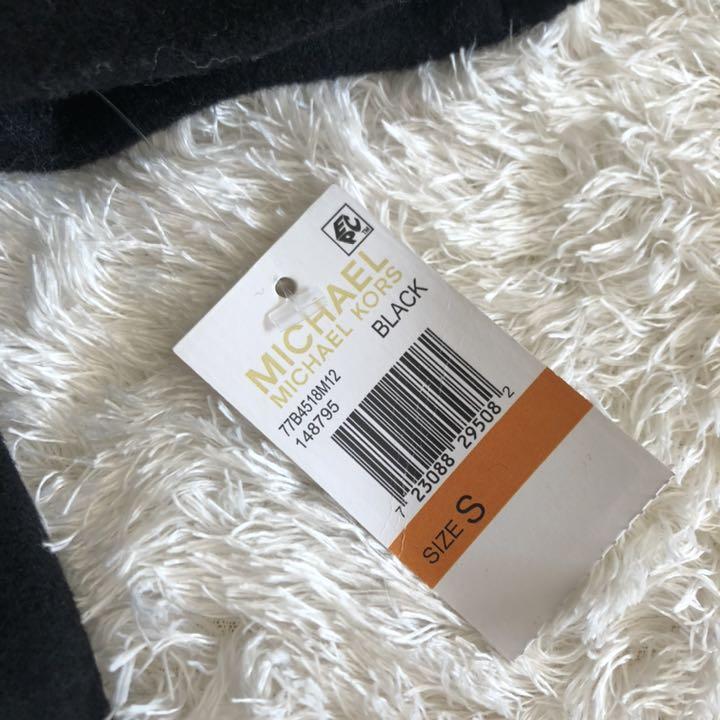 MICHAEL
MICHAEL KORS
BLACK
77B4518M12
148795
7 23088 29508 2
SIZE S